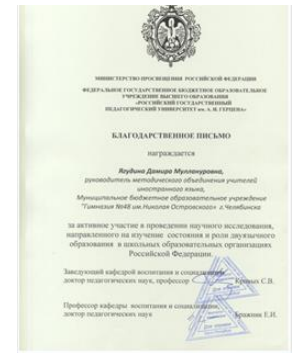 МИНИСТЕРСТВО ПРОСВЕЩЕНИЯ РОССИЙСКОЙ ФЕДЕРАЦИИ
ФЕДЕРАЛЬНОЕ ГОСУДАРСТВЕННОЕ БЮДЖЕТНОЕ ОБРАЗОВАТЕЛЬНОЕ
УЧРЕЖДЕНИЕ ВЫСШЕГО ОБРАЗОВАНИЯ
«РОССИЙСКИЙ ГОСУДАРСТВЕННЫЙ
ПЕДАГОГИЧЕСКИЙ УНИВЕРСИТЕТ им. А. И. ГЕРЦЕНА»
БЛАГОДАРСТВЕННОЕ ПИСЬМО
награждается
Ягудина Дамира Муллануровна,
руководитель методического объединения учителей
иностранного языка,
Муниципальное бюджетное образовательное учреждение
"Гимназия №48 им.Николая Островского" г.Челябинска
за активное участие в проведении научного исследования,
направленного на изучение состояния и роли двуязычного
образования в школьных образовательных организациях
Российской Федерации.
Заведующий кафедрой воспитания и социализации,
доктор педагогических наук, профессор Кривых С.В.
Профессор кафедры воспитания и социализации,
доктор педагогических наук Бражник Е.И.